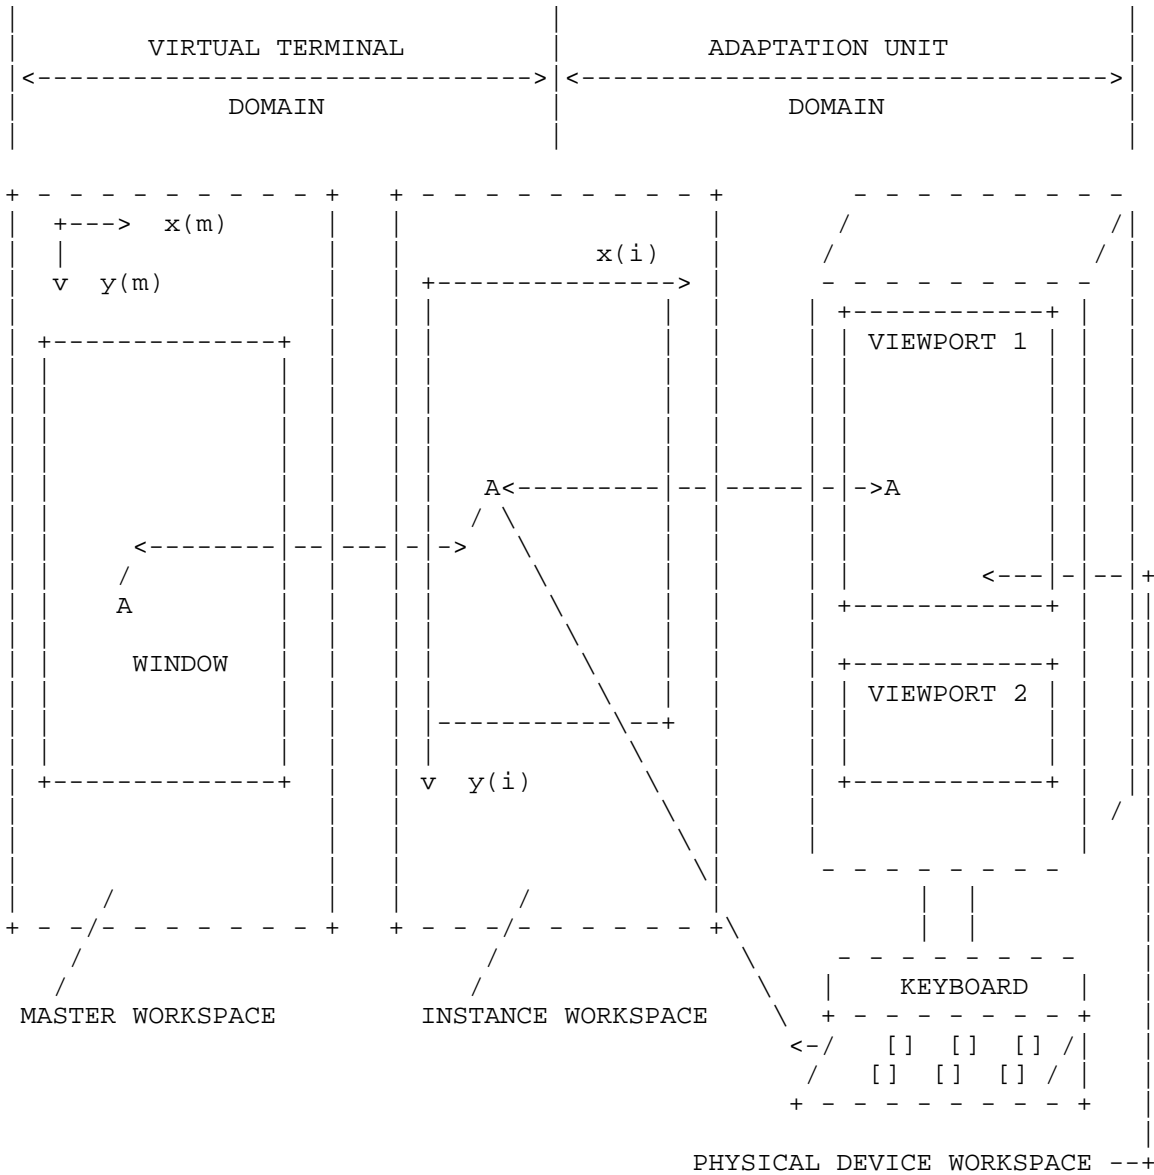 VIRTUAL TERMINAL ADAPTATION UNIT
DOMAIN DOMAIN
x(m)
x(i)
v y(m)
VIEWPORT 1
A A
A
WINDOW
VIEWPORT 2
v y(i)
KEYBOARD
MASTER WORKSPACE INSTANCE WORKSPACE
[] [] []
[] [] []
PHYSICAL DEVICE WORKSPACE